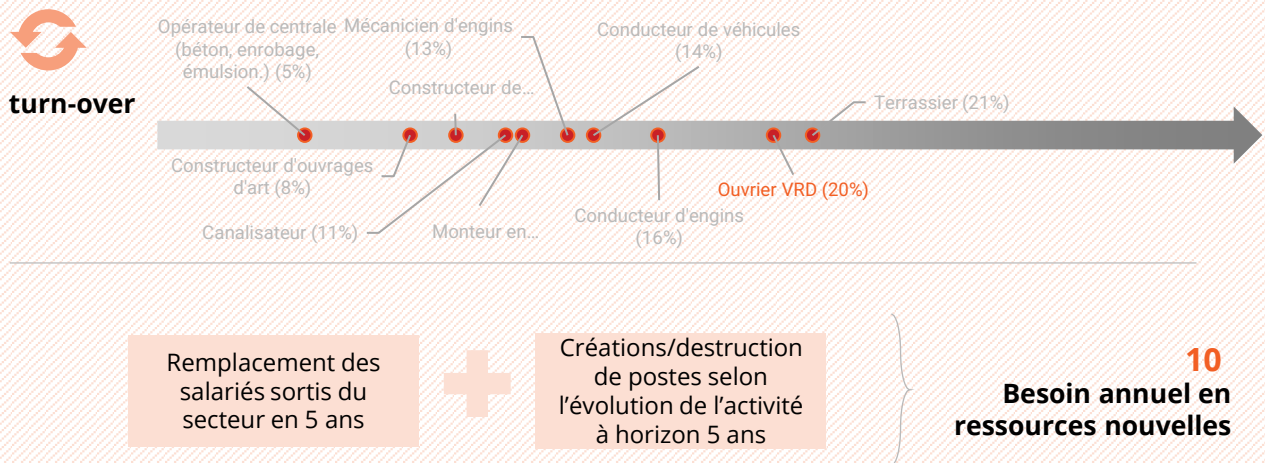 Opérateur de centrale
(béton, enrobage,
émulsion.) (5%)
Mécanicien d'engins
(13%)
Conducteur de véhicules
(14%)
Constructeur de…
turn-over
Terrassier (21%)
Constructeur d'ouvrages
d'art (8%)
Ouvrier VRD (20%)
Canalisateur (11%)
Monteur en…
Conducteur d'engins
(16%)
Remplacement des
salariés sortis du
secteur en 5 ans
Créations/destruction
de postes selon
l’évolution de l’activité
à horizon 5 ans
10
Besoin annuel en
ressources nouvelles